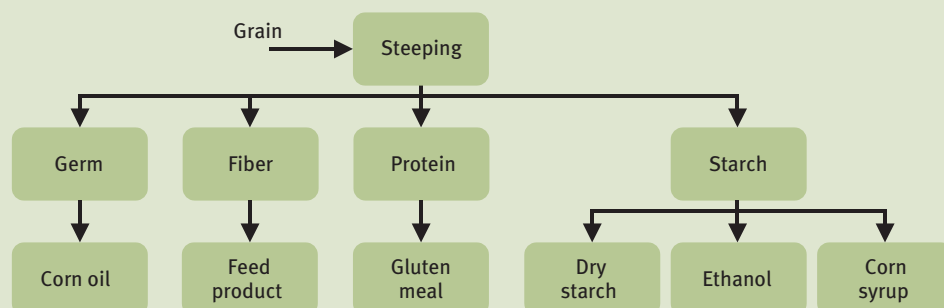 Grain
Steeping
Germ
Fiber
Protein
Starch
Corn oil
Feed
product
Gluten
meal
Dry
starch
Ethanol
Corn
syrup